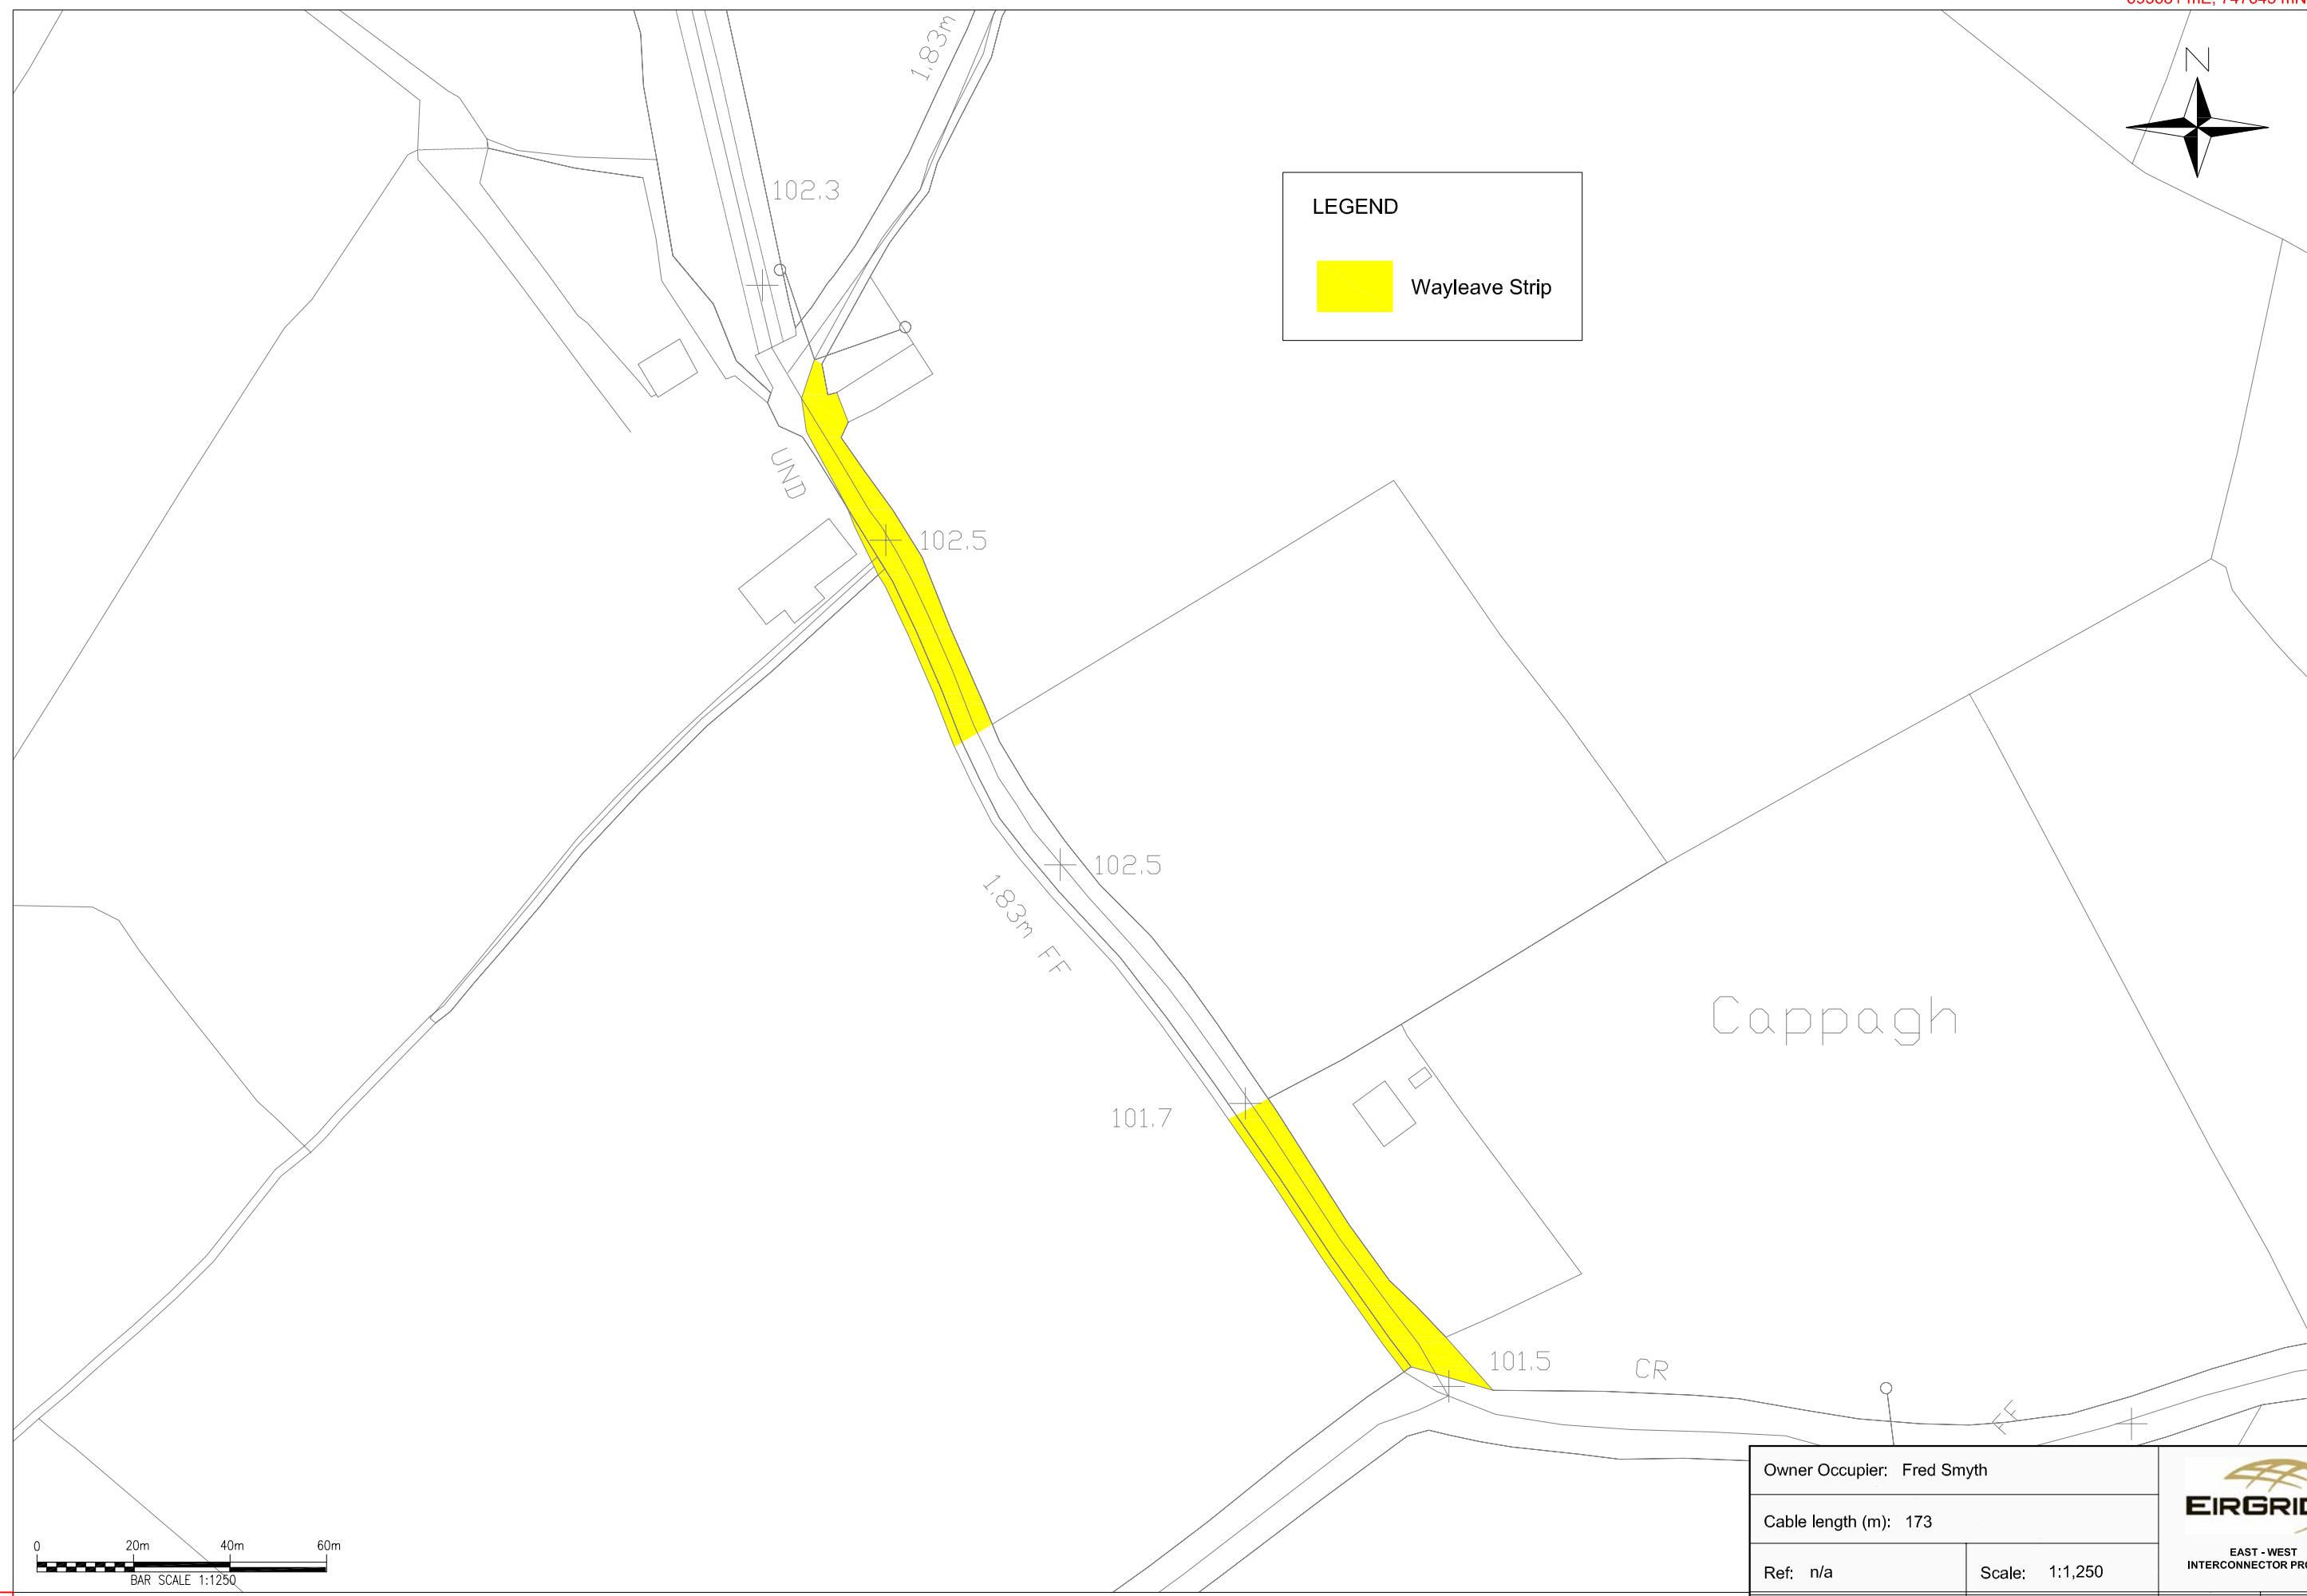 N
1.83m
102.3
LEGEND
Wayleave Strip
UND
102.5
102.5
1.83m FF
Cappagh
101.7
101.5
CR
FF
Owner Occupier: Fred Smyth
Cable length (m): 173
Ref: n/a
Scale: 1:1,250
EIRGRID
EAST - WEST
INTERCONNECTOR
0 20m 40m 60m
BAR SCALE 1:1250